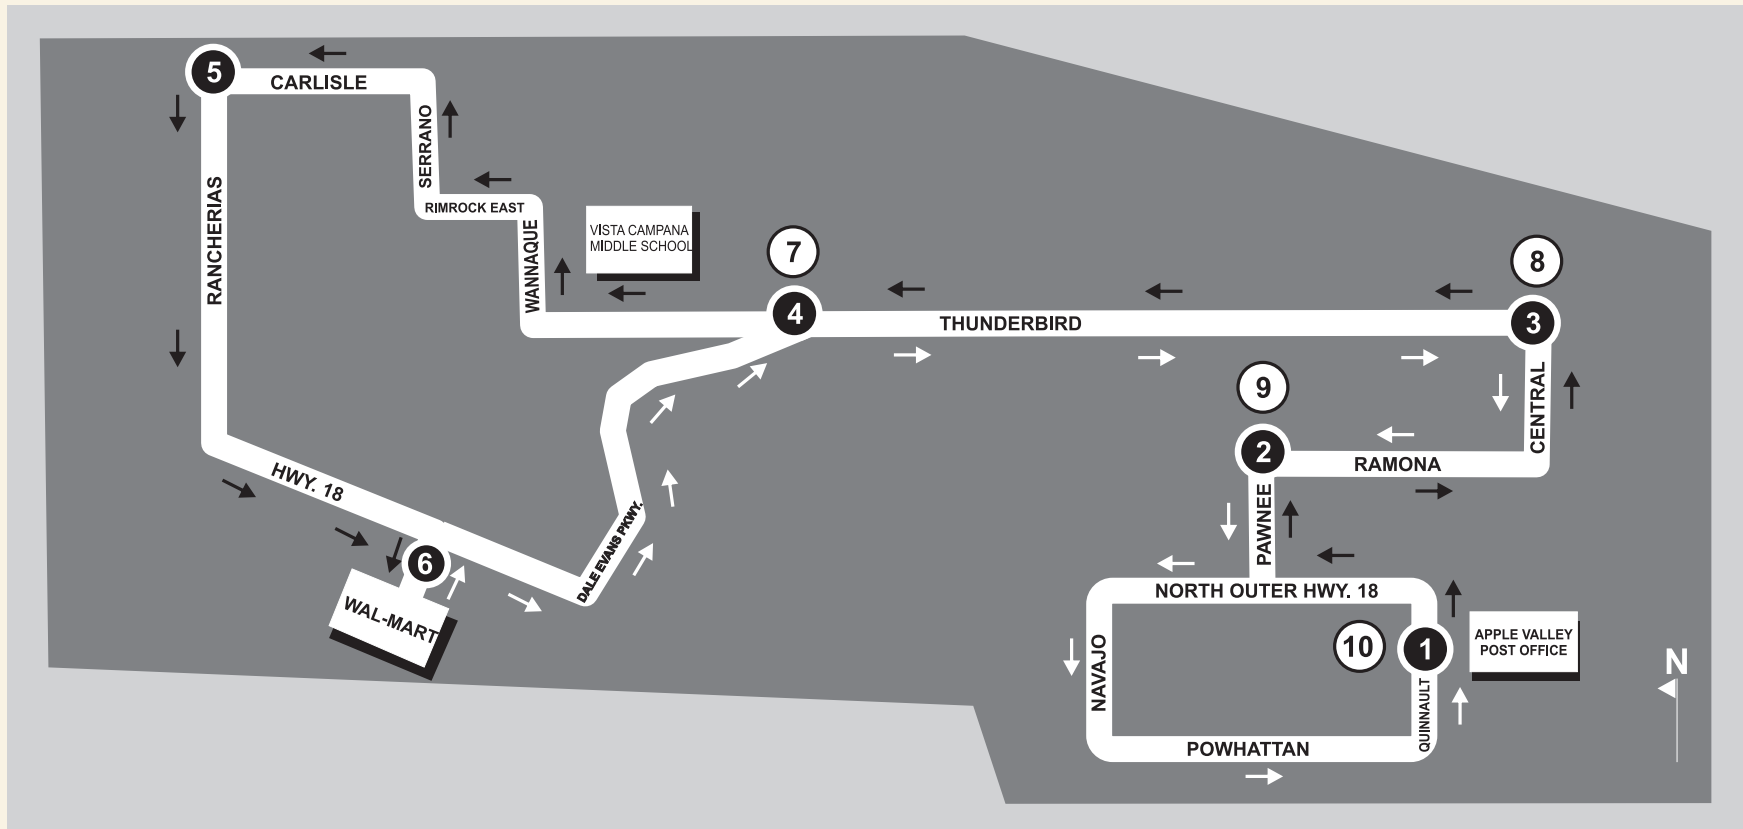 5
CARLISLE
SERRANO
RANCHERIAS
RIMROCK EAST
WANNAQUE
VISTA CAMPANA
MIDDLE SCHOOL
7
4
THUNDERBIRD
8
3
CENTRAL
9
2
RAMONA
PAWNEE
HWY. 18
6
WAL-MART
DALE EVANS PKWY.
NORTH OUTER HWY. 18
NAVAJO
10
1
APPLE VALLEY
POST OFFICE
QUINNAULT
POWHATTAN
N